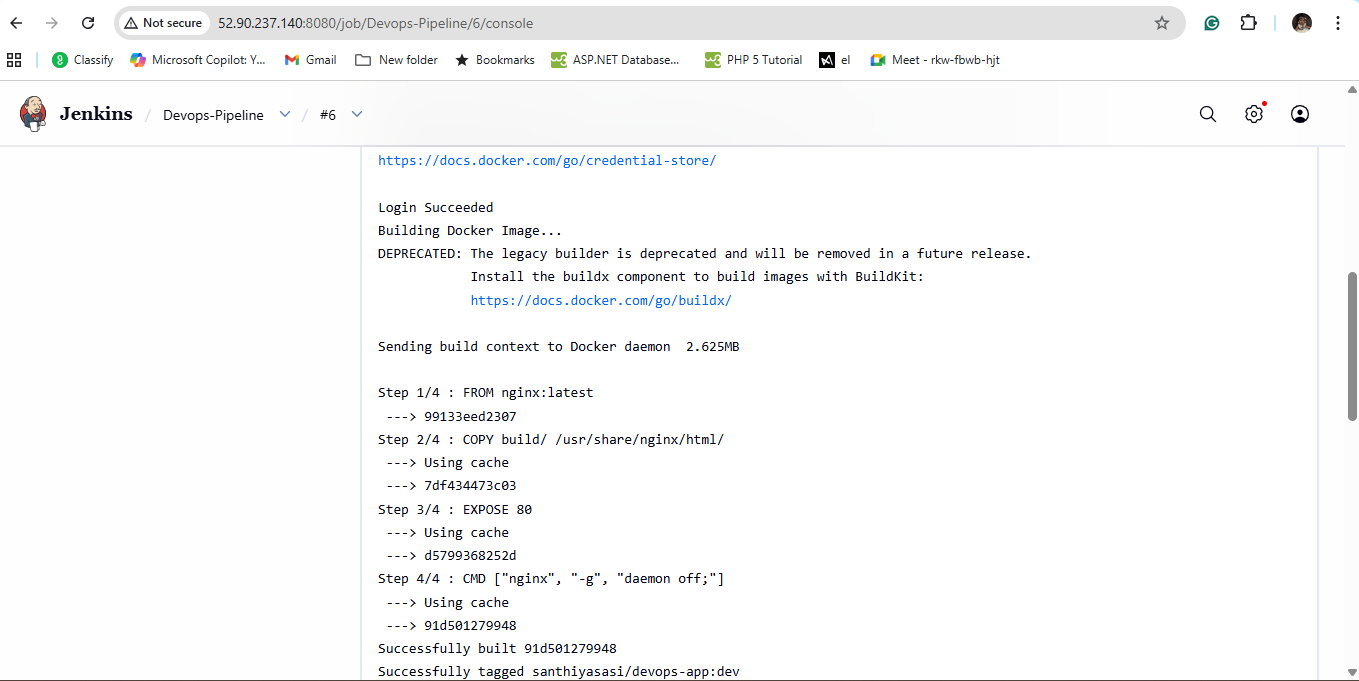 Not secure 52.90.237.140:8080/job/Devops-Pipeline/6/console
Classify Microsoft Copilot: Y... Gmail New folder Bookmarks ASP.NET Database... PHP 5 Tutorial el Meet - rkw-fbwb-hjt
Jenkins / Devops-Pipeline / #6
https://docs.docker.com/go/credential-store/
Login Succeeded
Building Docker Image...
DEPRECATED: The legacy builder is deprecated and will be removed in a future release.
Install the buildx component to build images with BuildKit:
https://docs.docker.com/go/buildx/
Sending build context to Docker daemon  2.625MB
Step 1/4 : FROM nginx:latest
---> 99133eed2307
Step 2/4 : COPY build/ /usr/share/nginx/html/
---> Using cache
---> 7df434473c03
Step 3/4 : EXPOSE 80
---> Using cache
---> d5799368252d
Step 4/4 : CMD ["nginx", "-g", "daemon off;"]
---> Using cache
---> 91d501279948
Successfully built 91d501279948
Successfully tagged santhiyasasi/devops-app:dev